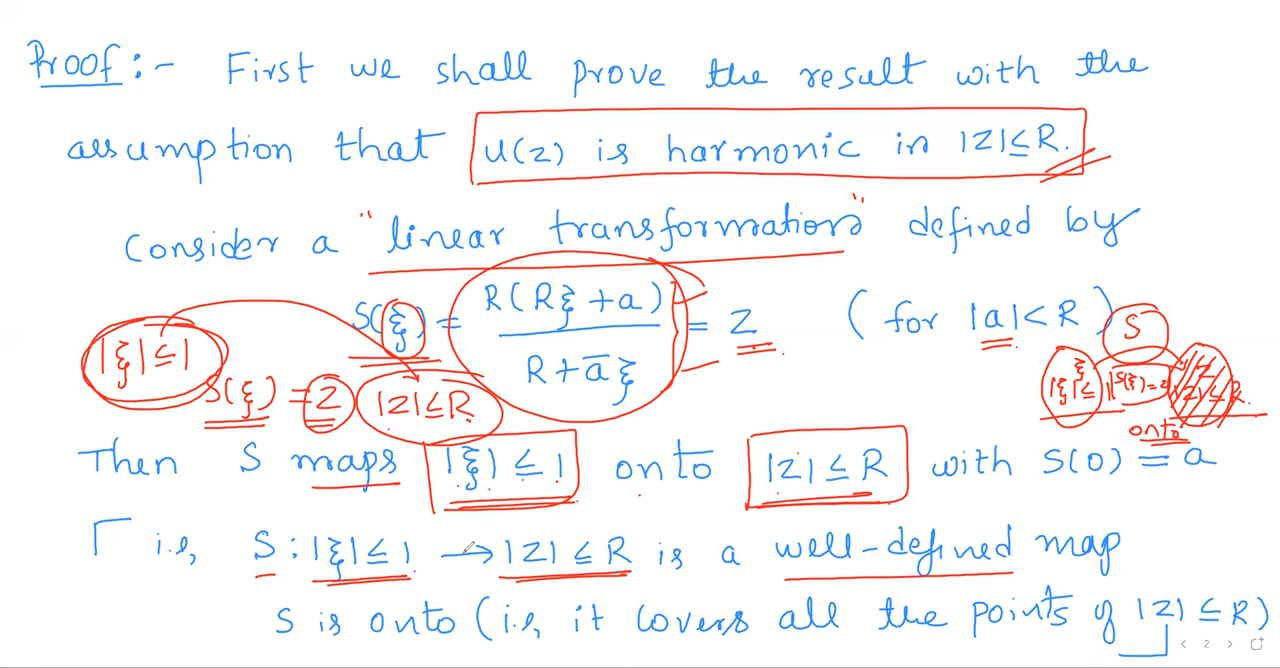 Proof :- First we shall prove the result with the
assumption that u(z) is harmonic in |z| ≤ R.
Consider a "linear transformation" defined by
S(ξ) = R(Rξ + a) / R + āξ = z (for |a| < R)
|ξ| ≤ 1
S(ξ) = z |z| ≤ R
S
|ξ| ≤ 1 S(ξ) = z |z| ≤ R
onto
Then S maps |ξ| ≤ 1 onto |z| ≤ R with S(0) = a
i.e, S : |ξ| ≤ 1 → |z| ≤ R is a well-defined map
S is onto (i.e, it covers all the points of |z| ≤ R)
< 2 >